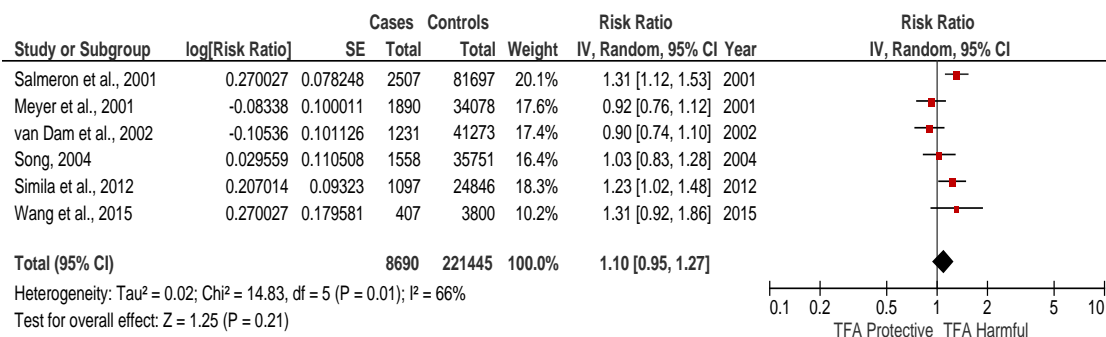 Cases Controls Risk Ratio Risk Ratio
Study or Subgroup log[Risk Ratio] SE Total Total Weight IV, Random, 95% CI Year IV, Random, 95% CI
Salmeron et al., 2001 0.270027 0.078248 2507 81697 20.1% 1.31 [1.12, 1.53] 2001
Meyer et al., 2001 -0.08338 0.100011 1890 34078 17.6% 0.92 [0.76, 1.12] 2001
van Dam et al., 2002 -0.10536 0.101126 1231 41273 17.4% 0.90 [0.74, 1.10] 2002
Song, 2004 0.029559 0.110508 1558 35751 16.4% 1.03 [0.83, 1.28] 2004
Simila et al., 2012 0.207014 0.09323 1097 24846 18.3% 1.23 [1.02, 1.48] 2012
Wang et al., 2015 0.270027 0.179581 407 3800 10.2% 1.31 [0.92, 1.86] 2015
Total (95% CI) 8690 221445 100.0% 1.10 [0.95, 1.27]
Heterogeneity: Tau² = 0.02; Chi² = 14.83, df = 5 (P = 0.01); I² = 66%
Test for overall effect: Z = 1.25 (P = 0.21)
0.1 0.2 0.5 1 2 5 10
TFA Protective TFA Harmful